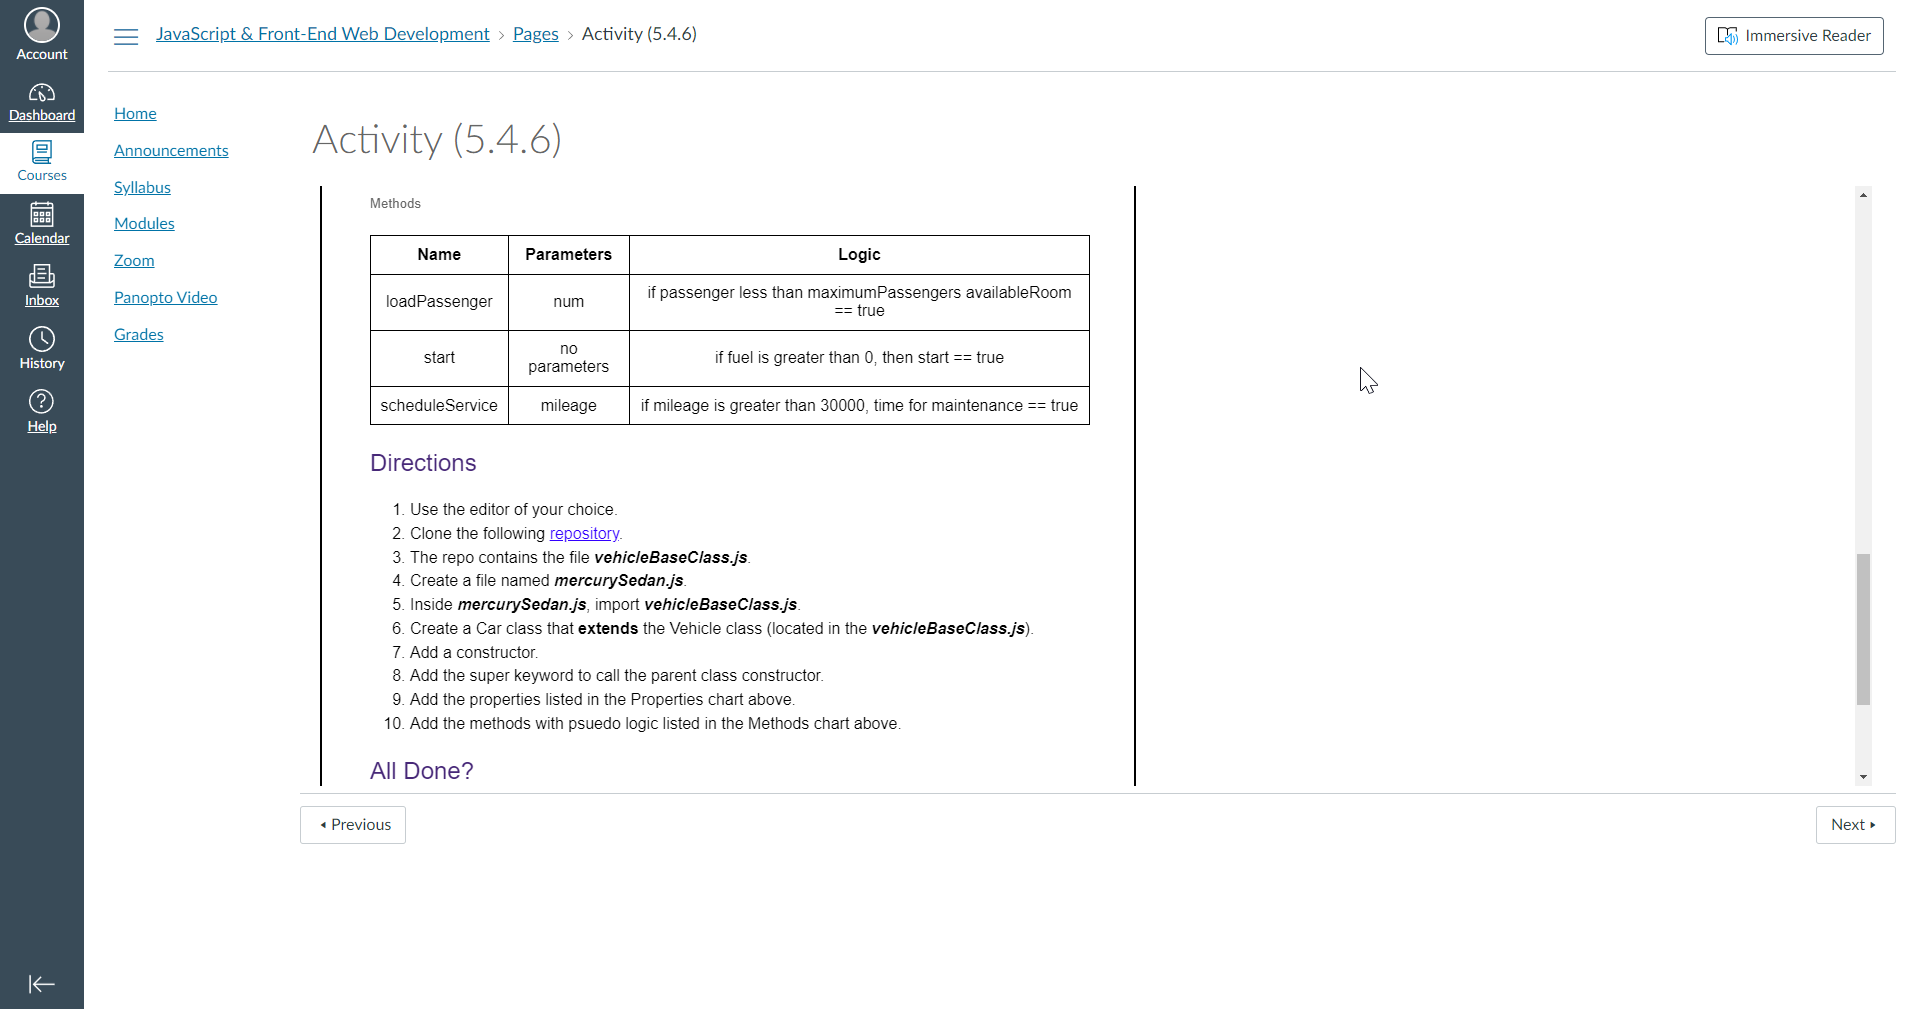 Account
Dashboard
Courses
Calendar
Inbox
History
Help
JavaScript & Front-End Web Development › Pages › Activity (5.4.6)
Immersive Reader
Home
Announcements
Syllabus
Modules
Zoom
Panopto Video
Grades
Activity (5.4.6)
Methods
Name Parameters Logic
loadPassenger num if passenger less than maximumPassengers availableRoom
== true
start no
parameters if fuel is greater than 0, then start == true
scheduleService mileage if mileage is greater than 30000, time for maintenance == true
Directions
1. Use the editor of your choice.
2. Clone the following repository.
3. The repo contains the file vehicleBaseClass.js.
4. Create a file named mercurySedan.js.
5. Inside mercurySedan.js, import vehicleBaseClass.js.
6. Create a Car class that extends the Vehicle class (located in the vehicleBaseClass.js).
7. Add a constructor.
8. Add the super keyword to call the parent class constructor.
9. Add the properties listed in the Properties chart above.
10. Add the methods with psuedo logic listed in the Methods chart above.
All Done?
Previous
Next